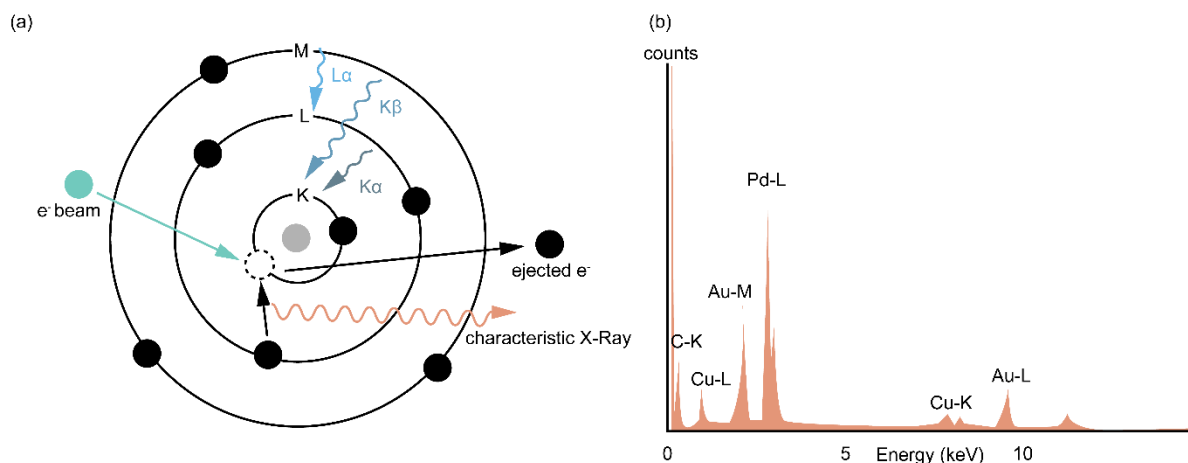 (a)
M
Lα
Kβ
L
Kα
K
e⁻ beam
ejected e⁻
characteristic X-Ray
(b)
counts
Pd-L
Au-M
C-K
Cu-L
Cu-K
Au-L
0
5
Energy (keV)
10